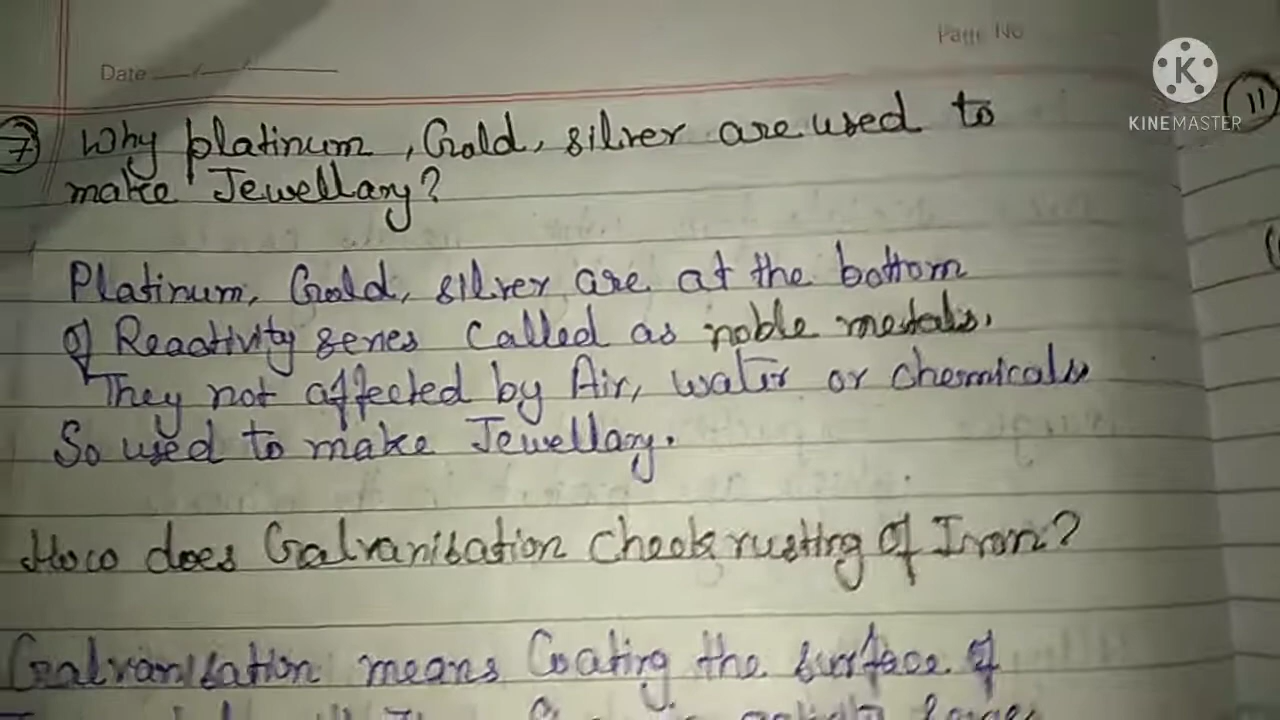 Page No
Date
7 Why platinum, Gold, silver are used to
make Jewellary?
Platinum, Gold, silver are at the bottom
of Reactivity series called as noble metals.
They not affected by Air, water or chemicals
So used to make Jewellary.
How does Galvanisation check rusting of Iron?
Galvanisation means Coating the surface of
KINEMASTER
11